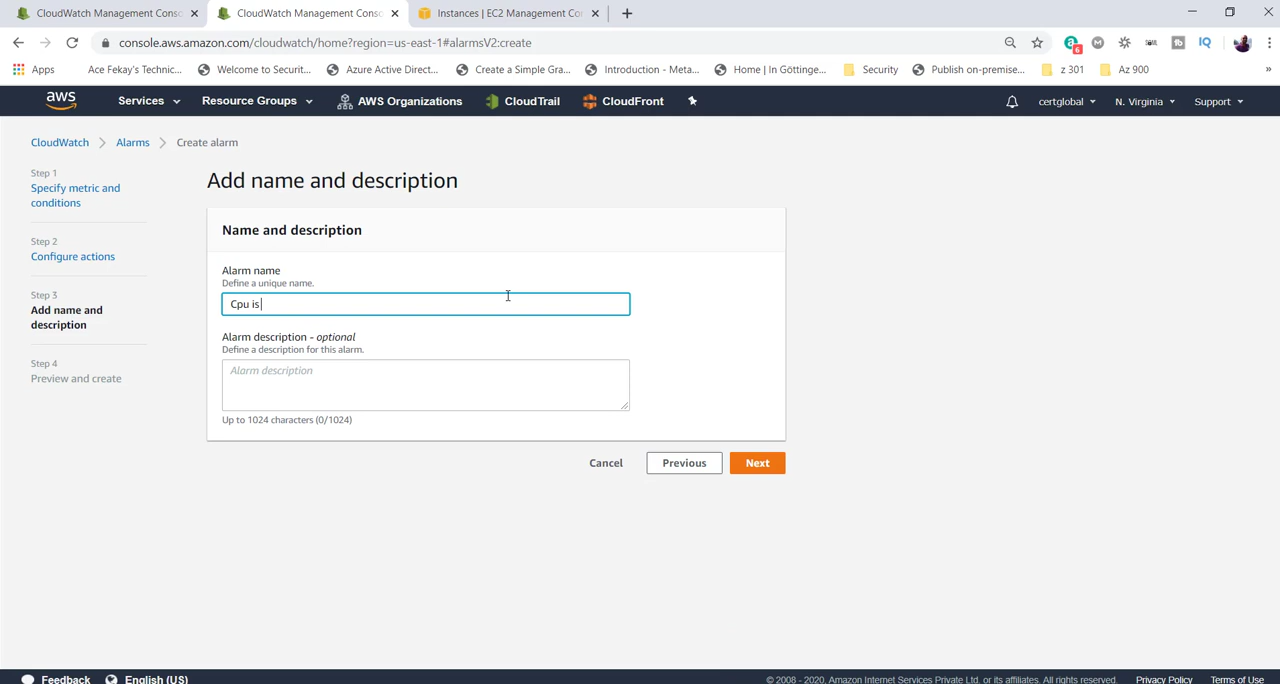 CloudWatch Management Conso
CloudWatch Management Conso
Instances | EC2 Management Con
console.aws.amazon.com/cloudwatch/home?region=us-east-1#alarmsV2:create
Apps
Ace Fekay's Technic...
Welcome to Securit...
Azure Active Direct...
Create a Simple Gra...
Introduction - Meta...
Home | In Göttinge...
Security
Publish on-premise...
z 301
Az 900
»
aws
Services
Resource Groups
AWS Organizations
CloudTrail
CloudFront
certglobal
N. Virginia
Support
CloudWatch
Alarms
Create alarm
Step 1
Specify metric and
conditions
Step 2
Configure actions
Step 3
Add name and
description
Step 4
Preview and create
Add name and description
Name and description
Alarm name
Define a unique name.
Cpu is
Alarm description - optional
Define a description for this alarm.
Alarm description
Up to 1024 characters (0/1024)
Cancel
Previous
Next
Feedback
English (US)
© 2008 - 2020, Amazon Internet Services Private Ltd. or its affiliates. All rights reserved.
Privacy Policy
Terms of Use